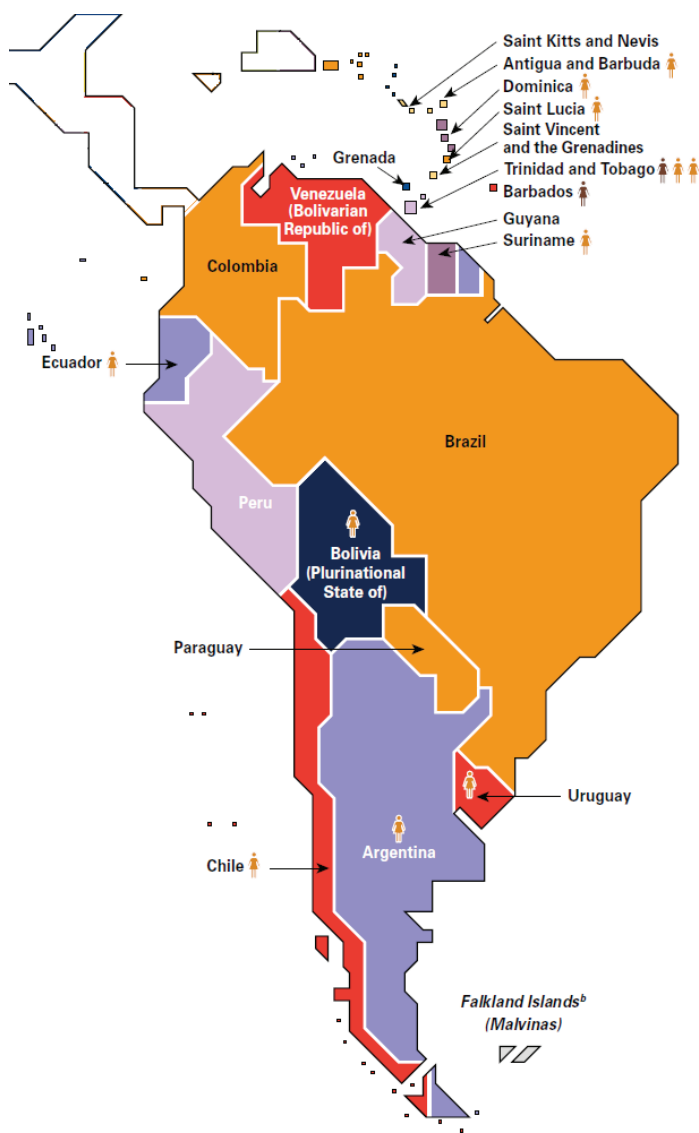 Saint Kitts and Nevis
Antigua and Barbuda
Dominica
Saint Lucia
Saint Vincent
and the Grenadines
Grenada
Trinidad and Tobago
Barbados
Venezuela
(Bolivarian
Republic of)
Guyana
Suriname
Colombia
Ecuador
Brazil
Peru
Bolivia
(Plurinational
State of)
Paraguay
Uruguay
Argentina
Chile
Falkland Islandsᵇ
(Malvinas)